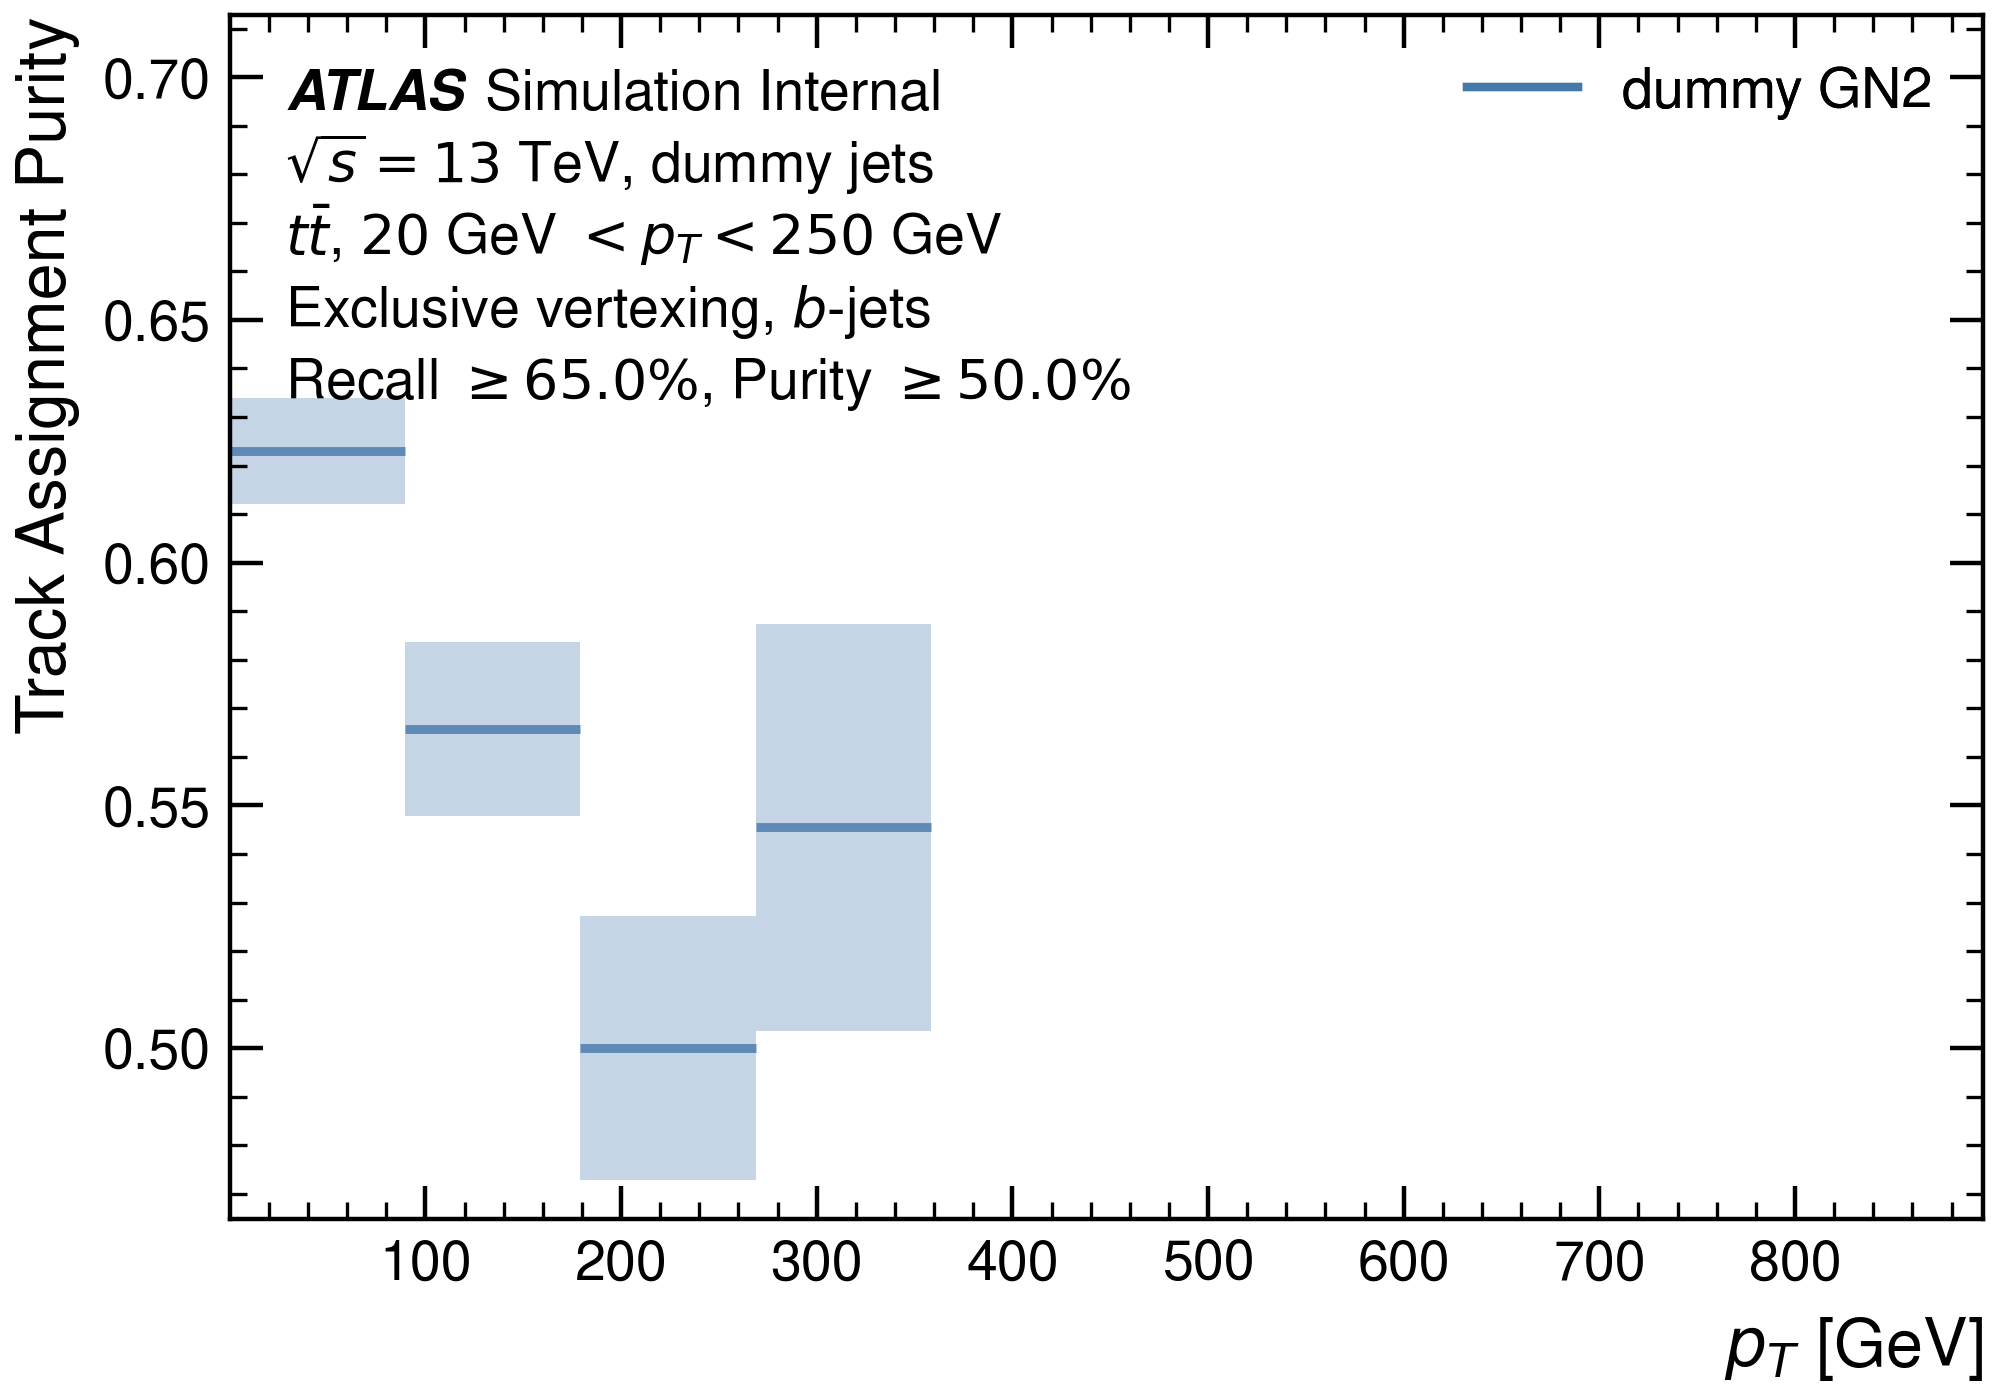 Track Assignment Purity
0.70
0.65
0.60
0.55
0.50
ATLAS Simulation Internal
√s = 13 TeV, dummy jets
tt̄, 20 GeV < p_T < 250 GeV
Exclusive vertexing, b-jets
Recall ≥ 65.0%, Purity ≥ 50.0%
dummy GN2
100 200 300 400 500 600 700 800
p_T [GeV]